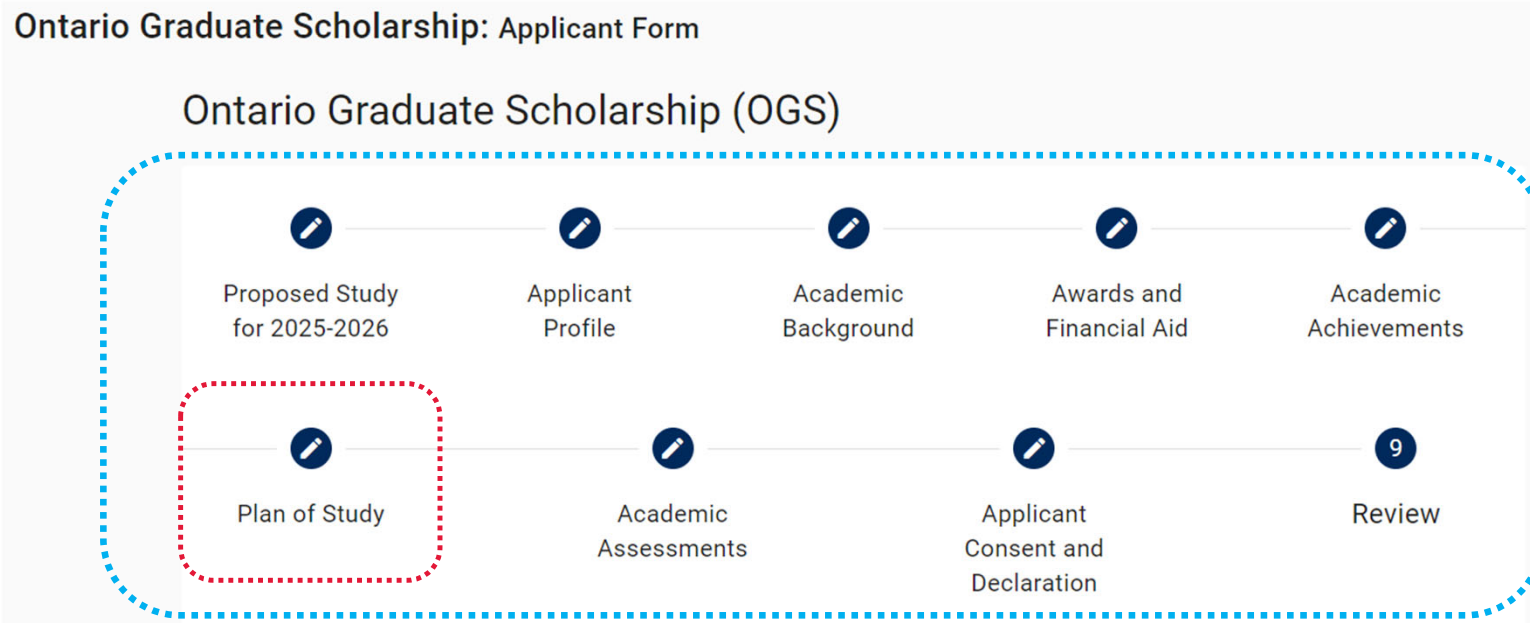 Ontario Graduate Scholarship: Applicant Form
Ontario Graduate Scholarship (OGS)
Proposed Study
for 2025-2026
Applicant
Profile
Academic
Background
Awards and
Financial Aid
Academic
Achievements
Plan of Study
Academic
Assessments
Applicant
Consent and
Declaration
9
Review